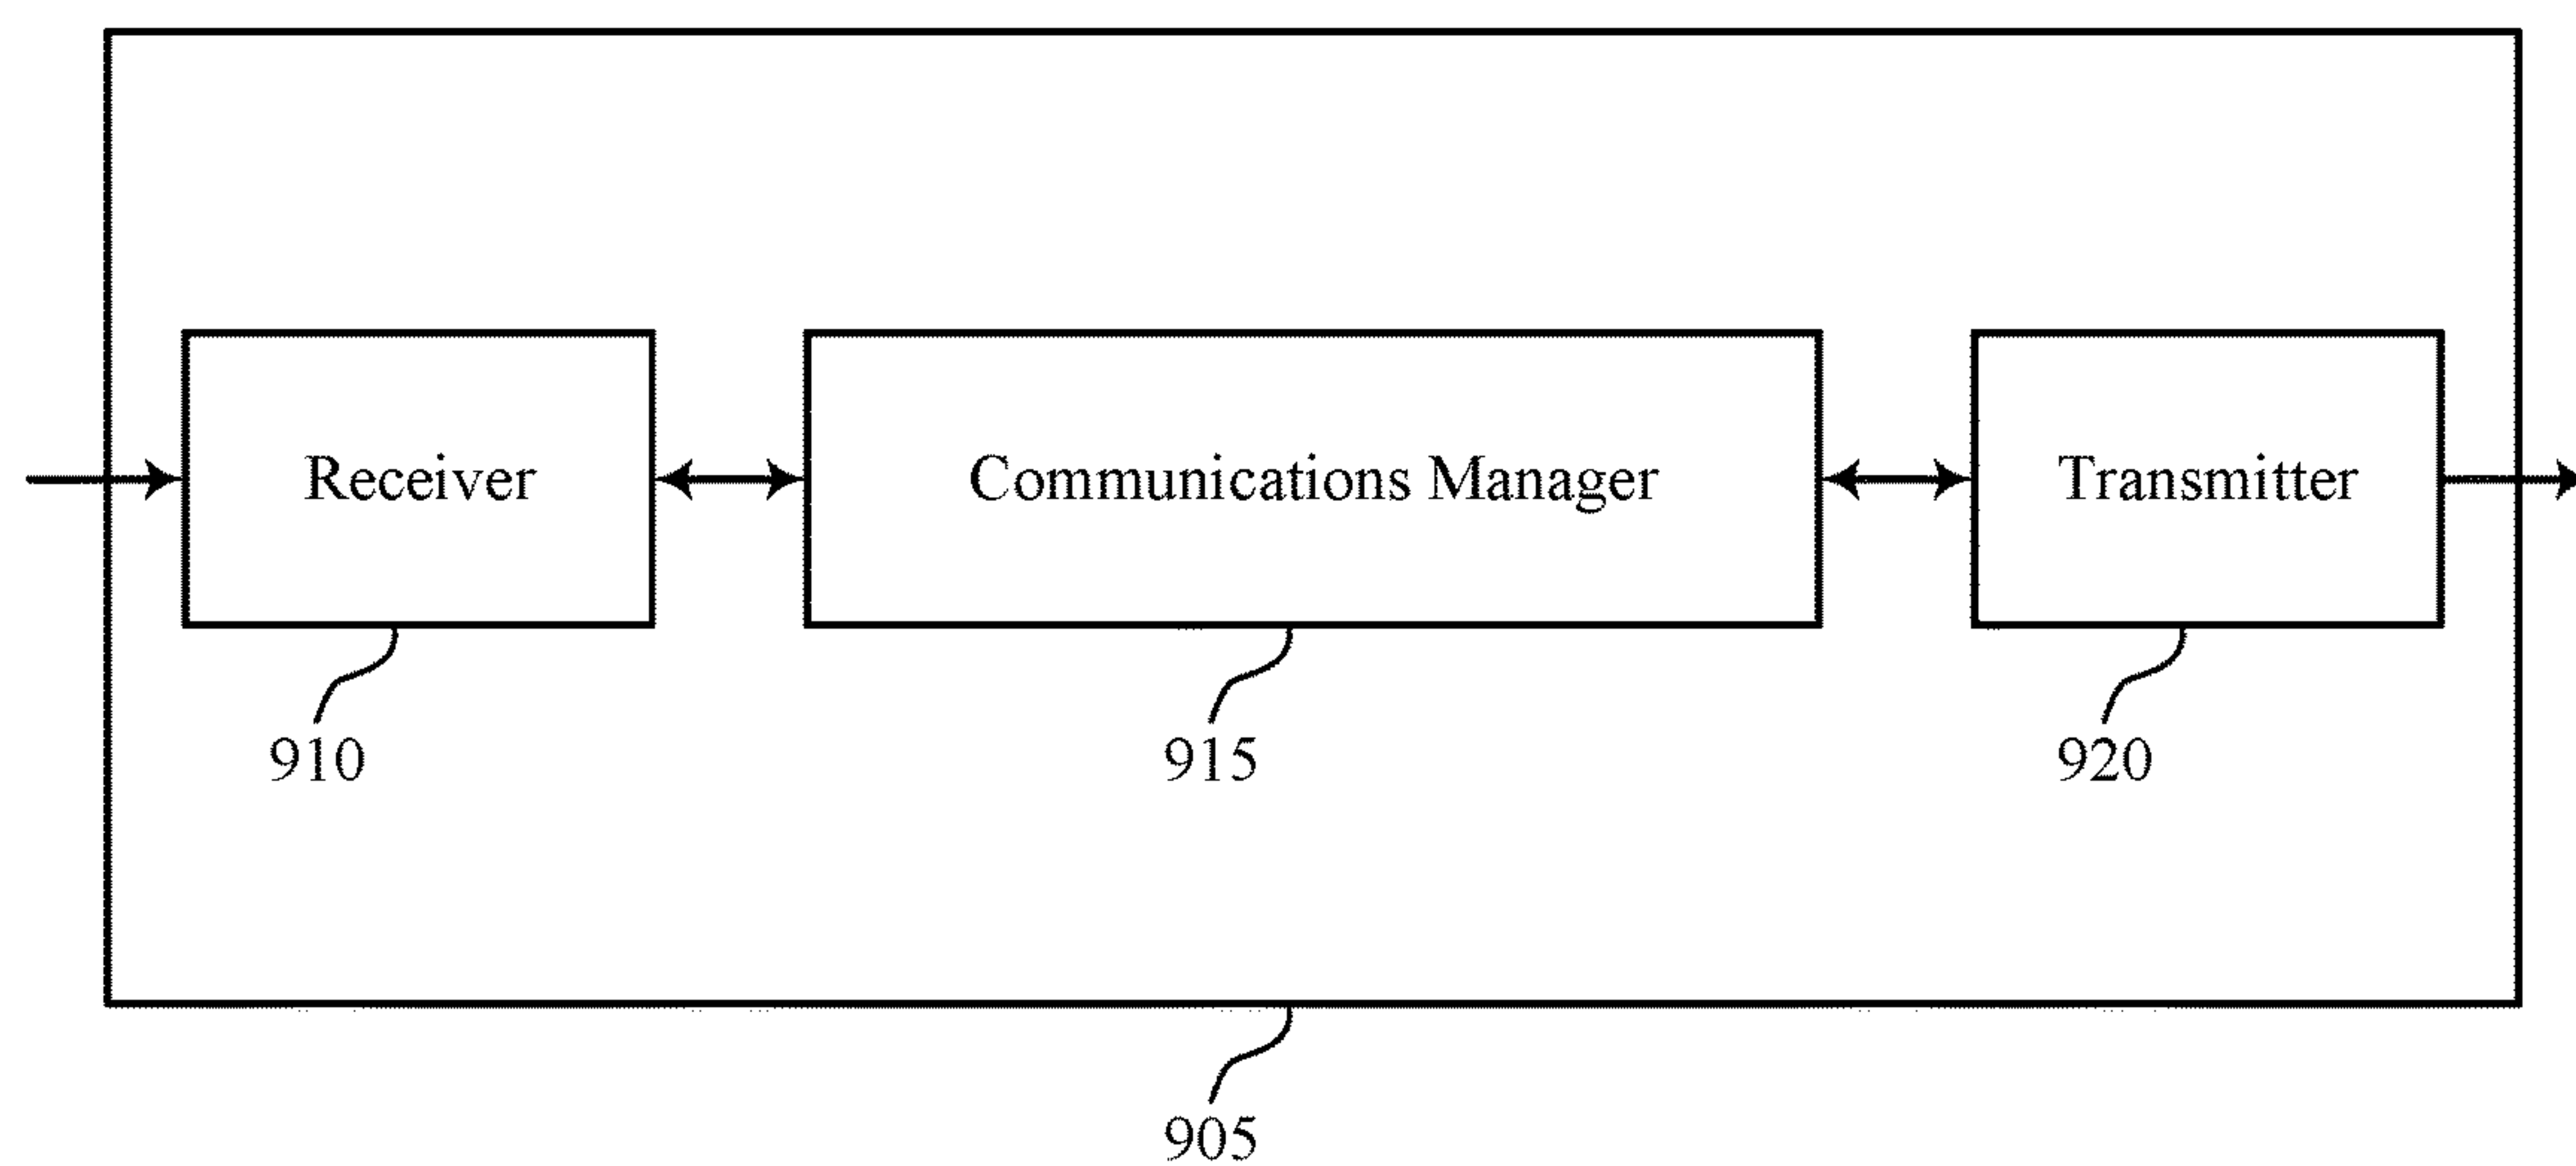 Receiver
Communications Manager
Transmitter
910
915
920
905